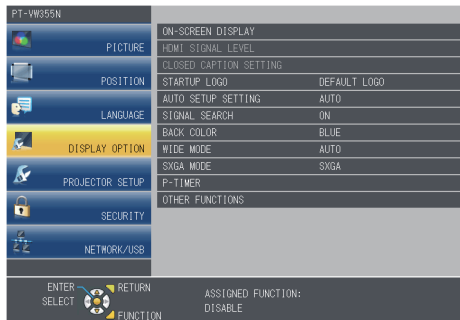 PT-VW355N
PICTURE
POSITION
LANGUAGE
DISPLAY OPTION
PROJECTOR SETUP
SECURITY
NETWORK/USB
ON-SCREEN DISPLAY
HDMI SIGNAL LEVEL
CLOSED CAPTION SETTING
STARTUP LOGO DEFAULT LOGO
AUTO SETUP SETTING AUTO
SIGNAL SEARCH ON
BACK COLOR BLUE
WIDE MODE AUTO
SXGA MODE SXGA
P-TIMER
OTHER FUNCTIONS
ENTER RETURN
SELECT
FUNCTION
ASSIGNED FUNCTION:
DISABLE